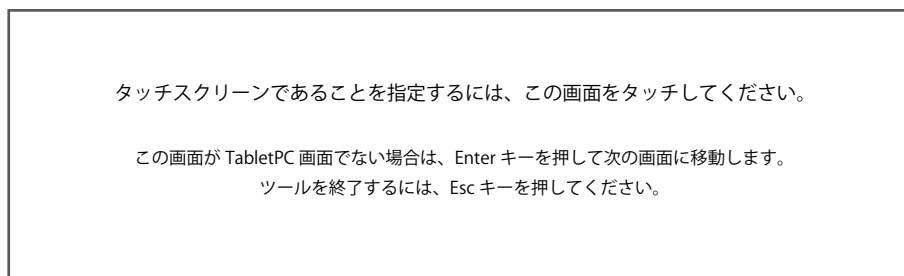 タッチスクリーンであることを指定するには、この画面をタッチしてください。
この画面が TabletPC 画面でない場合は、Enter キーを押して次の画面に移動します。
ツールを終了するには、Esc キーを押してください。